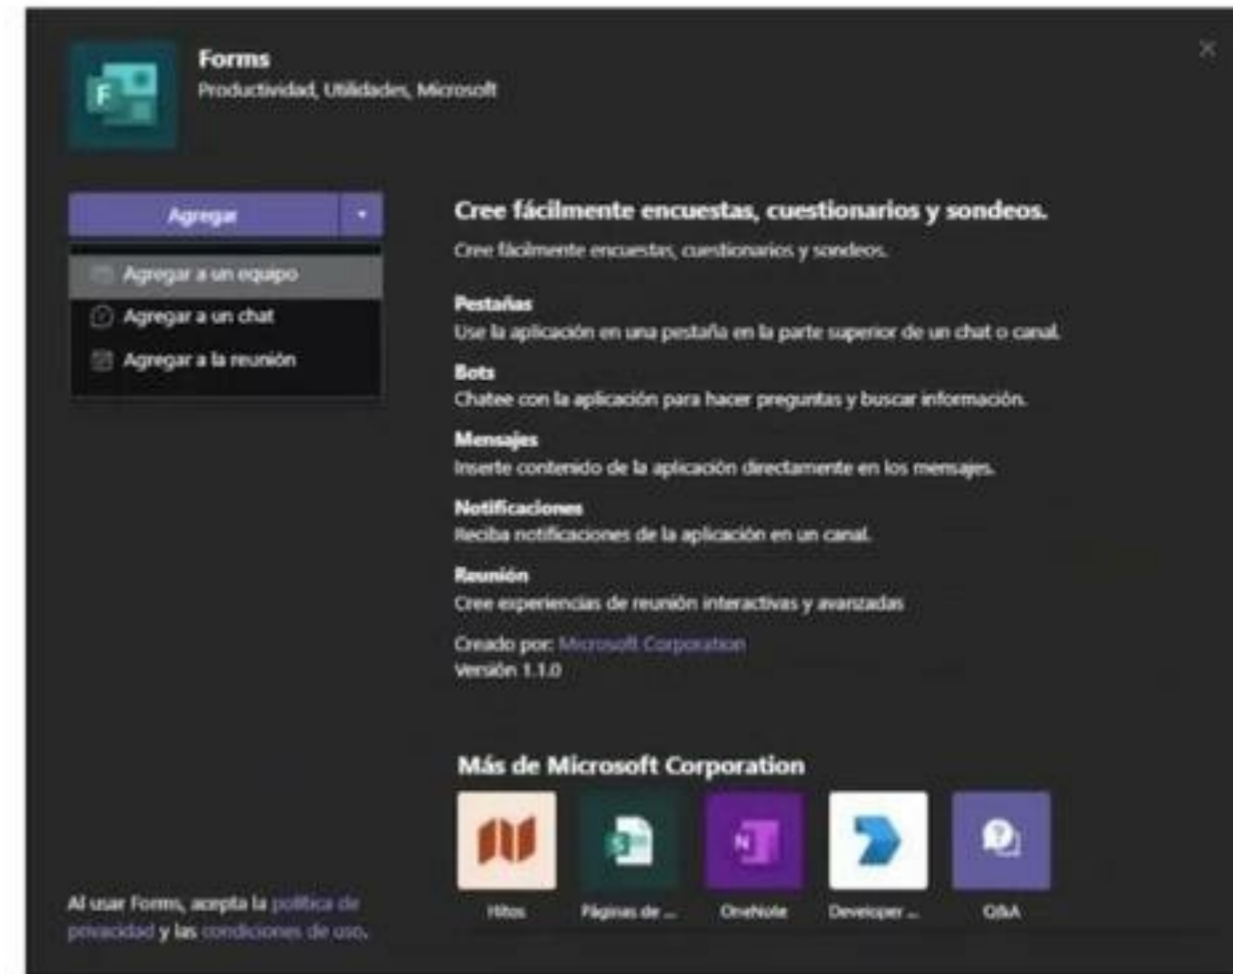 Forms
Productividad, Utilidades, Microsoft
Agregar
Agregar a un equipo
Agregar a un chat
Agregar a la reunión
Cree fácilmente encuestas, cuestionarios y sondeos.
Cree fácilmente encuestas, cuestionarios y sondeos.
Pestañas
Use la aplicación en una pestaña en la parte superior de un chat o canal.
Bots
Chatee con la aplicación para hacer preguntas y buscar información.
Mensajes
Inserte contenido de la aplicación directamente en los mensajes.
Notificaciones
Reciba notificaciones de la aplicación en un canal.
Reunión
Cree experiencias de reunión interactivas y avanzadas
Creado por: Microsoft Corporation
Versión 1.1.0
Más de Microsoft Corporation
Hitos
Páginas de ...
OneNote
Developer ...
Q&A
Al usar Forms, acepta la política de
privacidad y las condiciones de uso.